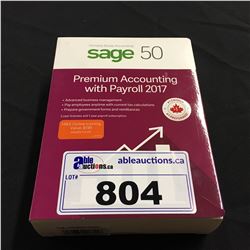 sage 50
Premium Accounting
with Payroll 2017
• Advanced business management
• Pay employees anytime with current tax calculations
• Prepare government forms and remittances
able
auctions.ca
ableauctions.ca
LOT#
804